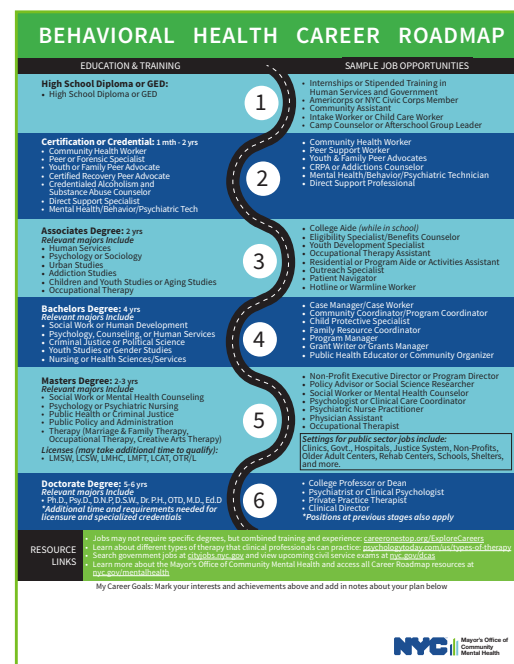 BEHAVIORAL HEALTH CAREER ROADMAP
EDUCATION & TRAINING
SAMPLE JOB OPPORTUNITIES
High School Diploma or GED:
• High School Diploma or GED
1
• Internships or Stipended Training in
Human Services and Government
• Americorps or NYC Civic Corps Member
• Community Assistant
• Intake Worker or Child Care Worker
• Camp Counselor or Afterschool Group Leader
Certification or Credential: 1 mth - 2 yrs
• Community Health Worker
• Peer or Forensic Specialist
• Youth or Family Peer Advocate
• Certified Recovery Peer Advocate
• Credentialed Alcoholism and
Substance Abuse Counselor
• Direct Support Specialist
• Mental Health/Behavior/Psychiatric Tech
2
• Community Health Worker
• Peer Support Worker
• Youth & Family Peer Advocates
• CRPA or Addictions Counselor
• Mental Health/Behavior/Psychiatric Technician
• Direct Support Professional
Associates Degree: 2 yrs
Relevant majors Include
• Human Services
• Psychology or Sociology
• Urban Studies
• Addiction Studies
• Children and Youth Studies or Aging Studies
• Occupational Therapy
3
• College Aide (while in school)
• Eligibility Specialist/Benefits Counselor
• Youth Development Specialist
• Occupational Therapy Assistant
• Residential or Program Aide or Activities Assistant
• Outreach Specialist
• Patient Navigator
• Hotline or Warmline Worker
Bachelors Degree: 4 yrs
Relevant majors Include
• Social Work or Human Development
• Psychology, Counseling, or Human Services
• Criminal Justice or Political Science
• Youth Studies or Gender Studies
• Nursing or Health Sciences/Services
4
• Case Manager/Case Worker
• Community Coordinator/Program Coordinator
• Child Protective Specialist
• Family Resource Coordinator
• Program Manager
• Grant Writer or Grants Manager
• Public Health Educator or Community Organizer
Masters Degree: 2-3 yrs
Relevant majors Include
• Social Work or Mental Health Counseling
• Psychology or Psychiatric Nursing
• Public Health or Criminal Justice
• Public Policy and Administration
• Therapy (Marriage & Family Therapy,
Occupational Therapy, Creative Arts Therapy)
Licenses (may take additional time to qualify):
• LMSW, LCSW, LMHC, LMFT, LCAT, OTR/L
5
• Non-Profit Executive Director or Program Director
• Policy Advisor or Social Science Researcher
• Social Worker or Mental Health Counselor
• Psychologist or Clinical Care Coordinator
• Psychiatric Nurse Practitioner
• Physician Assistant
• Occupational Therapist
Settings for public sector jobs include:
Clinics, Govt., Hospitals, Justice System, Non-Profits,
Older Adult Centers, Rehab Centers, Schools, Shelters,
and more.
Doctorate Degree: 5-6 yrs
Relevant majors Include
• Ph.D., Psy.D., D.N.P, D.S.W., Dr. P.H., OTD, M.D., Ed.D
*Additional time and requirements needed for
licensure and specialized credentials
6
• College Professor or Dean
• Psychiatrist or Clinical Psychologist
• Private Practice Therapist
• Clinical Director
*Positions at previous stages also apply
RESOURCE
LINKS
• Jobs may not require specific degrees, but combined training and experience: careeronestop.org/ExploreCareers
• Learn about different types of therapy that clinical professionals can practice: psychologytoday.com/us/types-of-therapy
• Search government jobs at cityjobs.nyc.gov and view upcoming civil service exams at nyc.gov/dcas
• Learn more about the Mayor's Office of Community Mental Health and access all Career Roadmap resources at
nyc.gov/mentalhealth
My Career Goals: Mark your interests and achievements above and add in notes about your plan below
NYC
Mayor's Office of
Community
Mental Health